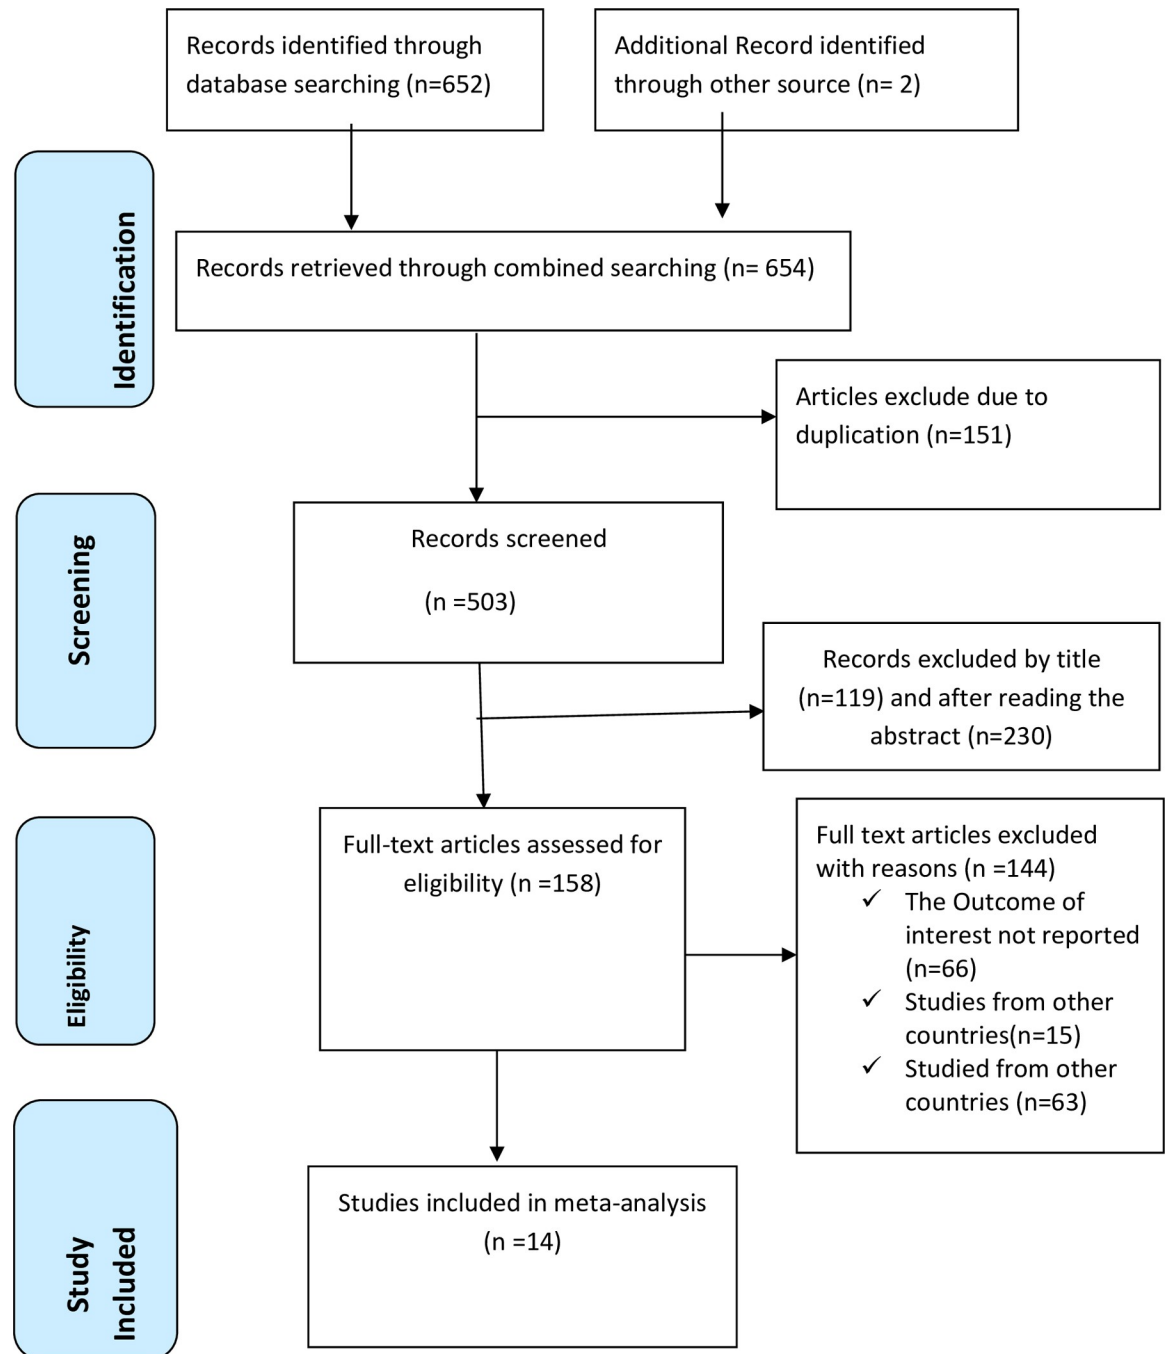 Records identified through
database searching (n=652)
Additional Record identified
through other source (n= 2)
Identification
Records retrieved through combined searching (n= 654)
Articles exclude due to
duplication (n=151)
Screening
Records screened
(n =503)
Records excluded by title
(n=119) and after reading the
abstract (n=230)
Eligibility
Full-text articles assessed for
eligibility (n =158)
Full text articles excluded
with reasons (n =144)
✓ The Outcome of
interest not reported
(n=66)
✓ Studies from other
countries(n=15)
✓ Studied from other
countries (n=63)
Study
Included
Studies included in meta-analysis
(n =14)